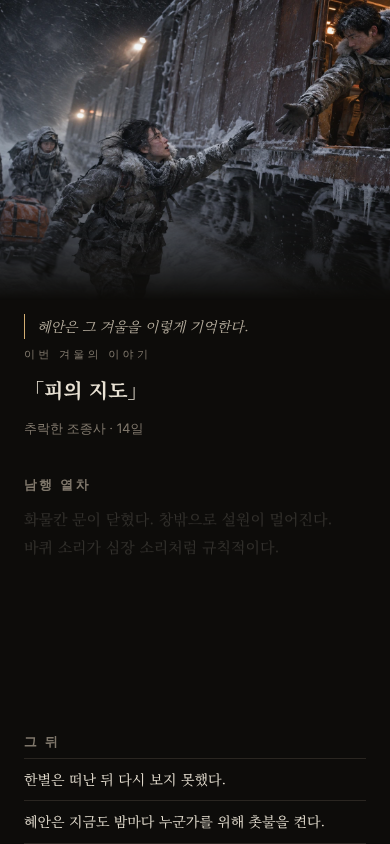 혜안은 그 겨울을 이렇게 기억한다.
이번 겨울의 이야기
「피의 지도」
추락한 조종사 · 14일
남행 열차
화물칸 문이 닫혔다. 창밖으로 설원이 멀어진다.
바퀴 소리가 심장 소리처럼 규칙적이다.
그 뒤
한별은 떠난 뒤 다시 보지 못했다.
혜안은 지금도 밤마다 누군가를 위해 촛불을 켠다.